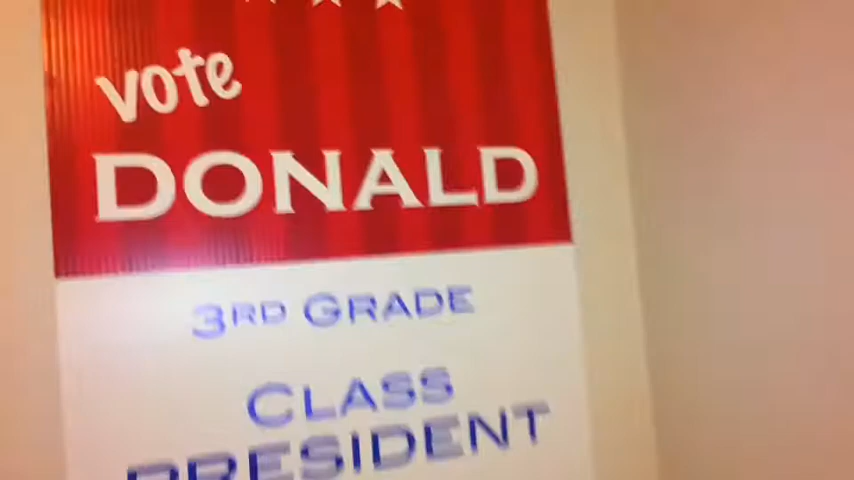 vote
DONALD
3RD GRADE
CLASS
PRESIDENT